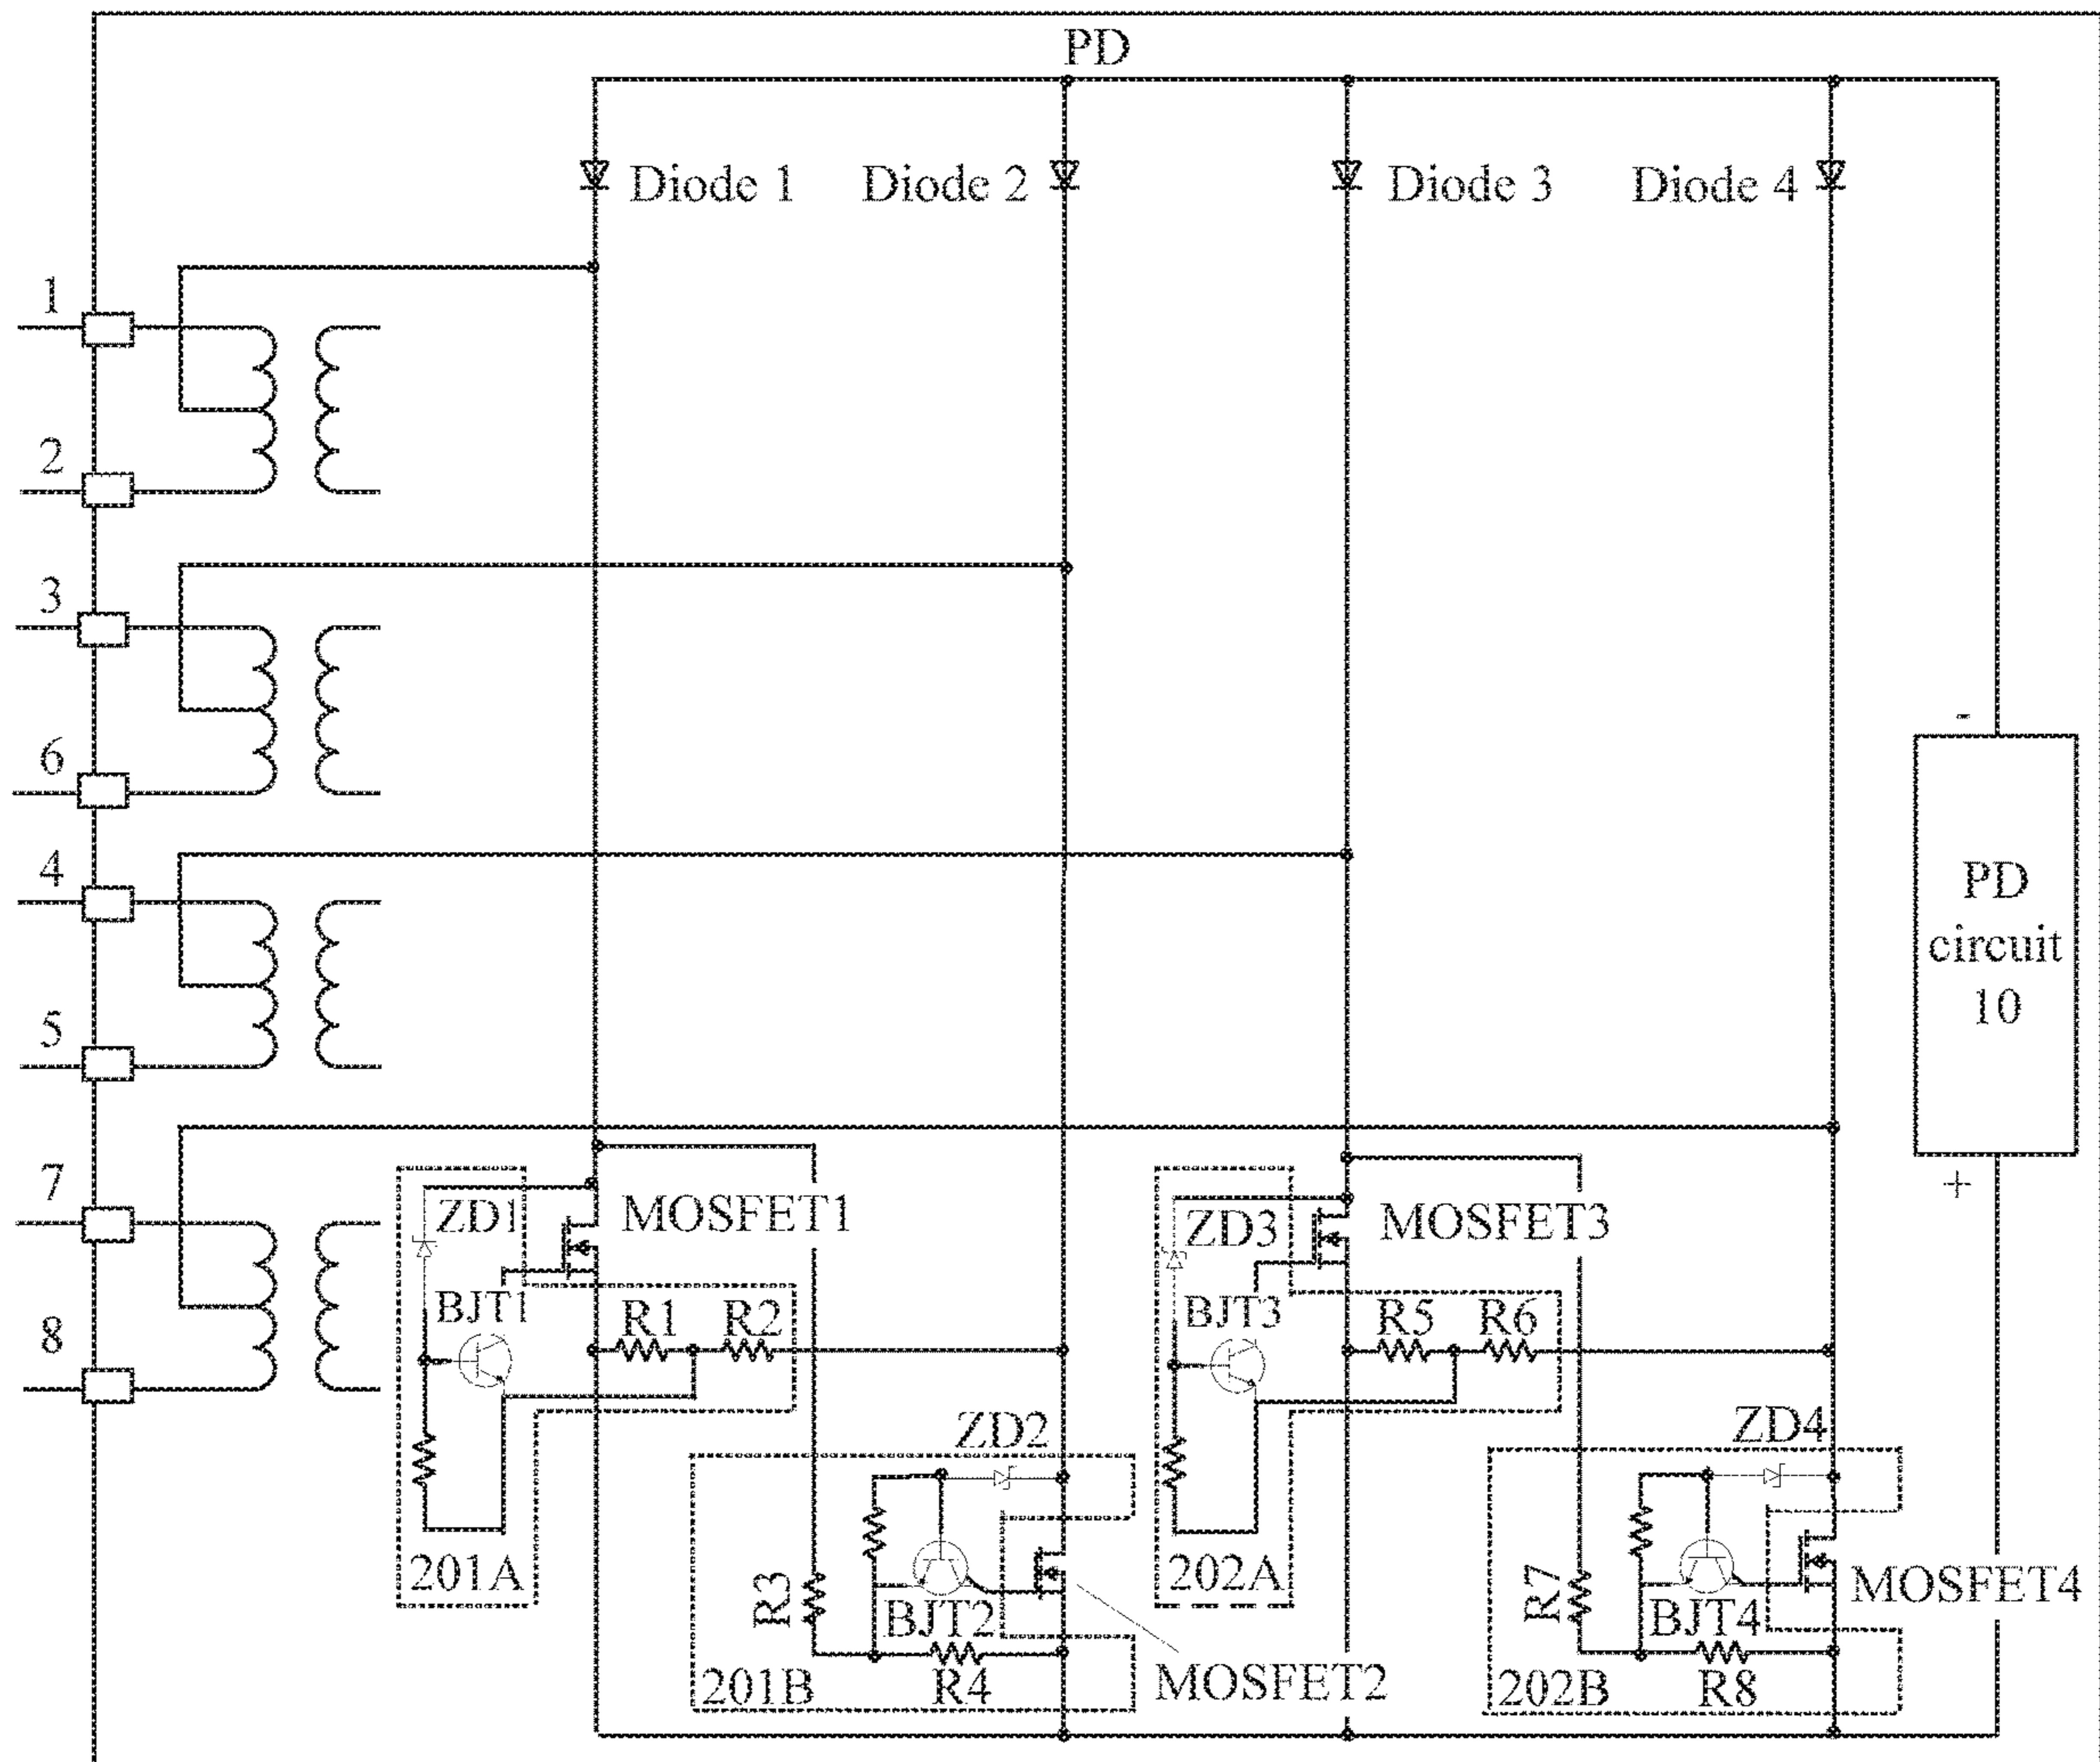 PD
Diode 1
Diode 2
Diode 3
Diode 4
1
2
3
6
4
5
7
8
-
PD
circuit
10
+
ZD1
MOSFET1
BJT1
R1
R2
201A
ZD2
R3
BJT2
201B
R4
MOSFET2
ZD3
MOSFET3
BJT3
R5
R6
202A
ZD4
R7
BJT4
MOSFET4
202B
R8